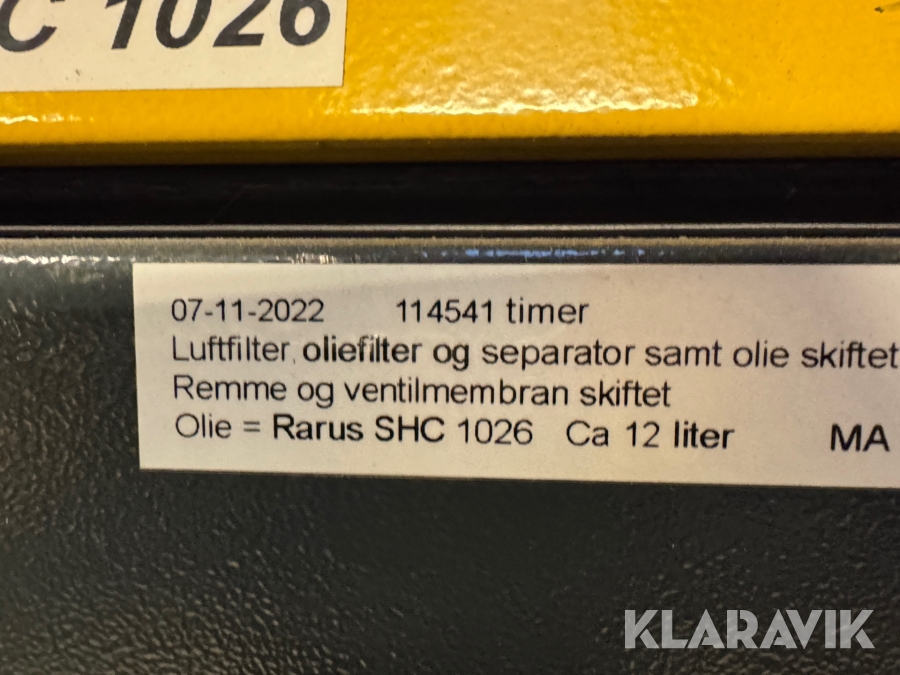 C 1026
07-11-2022 114541 timer
Luftfilter, oliefilter og separator samt olie skiftet
Remme og ventilmembran skiftet
Olie = Rarus SHC 1026 Ca 12 liter MA
KLARAVIK